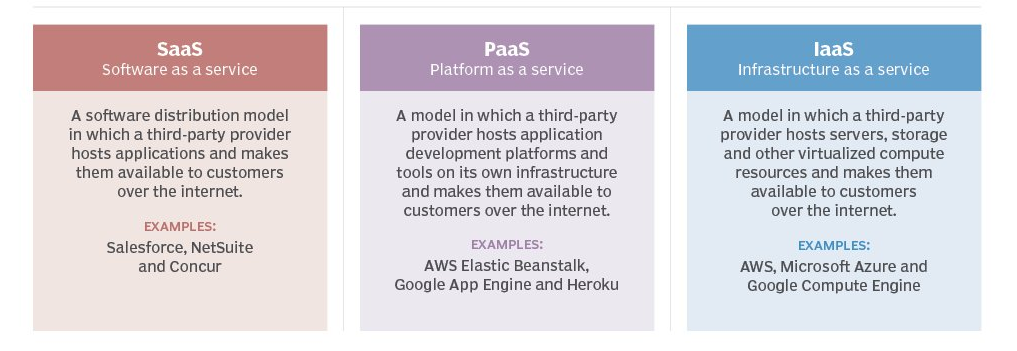 SaaS
Software as a service
A software distribution model
in which a third-party provider
hosts applications and makes
them available to customers
over the internet.
EXAMPLES:
Salesforce, NetSuite
and Concur
PaaS
Platform as a service
A model in which a third-party
provider hosts application
development platforms and
tools on its own infrastructure
and makes them available to
customers over the internet.
EXAMPLES:
AWS Elastic Beanstalk,
Google App Engine and Heroku
IaaS
Infrastructure as a service
A model in which a third-party
provider hosts servers, storage
and other virtualized compute
resources and makes them
available to customers
over the internet.
EXAMPLES:
AWS, Microsoft Azure and
Google Compute Engine